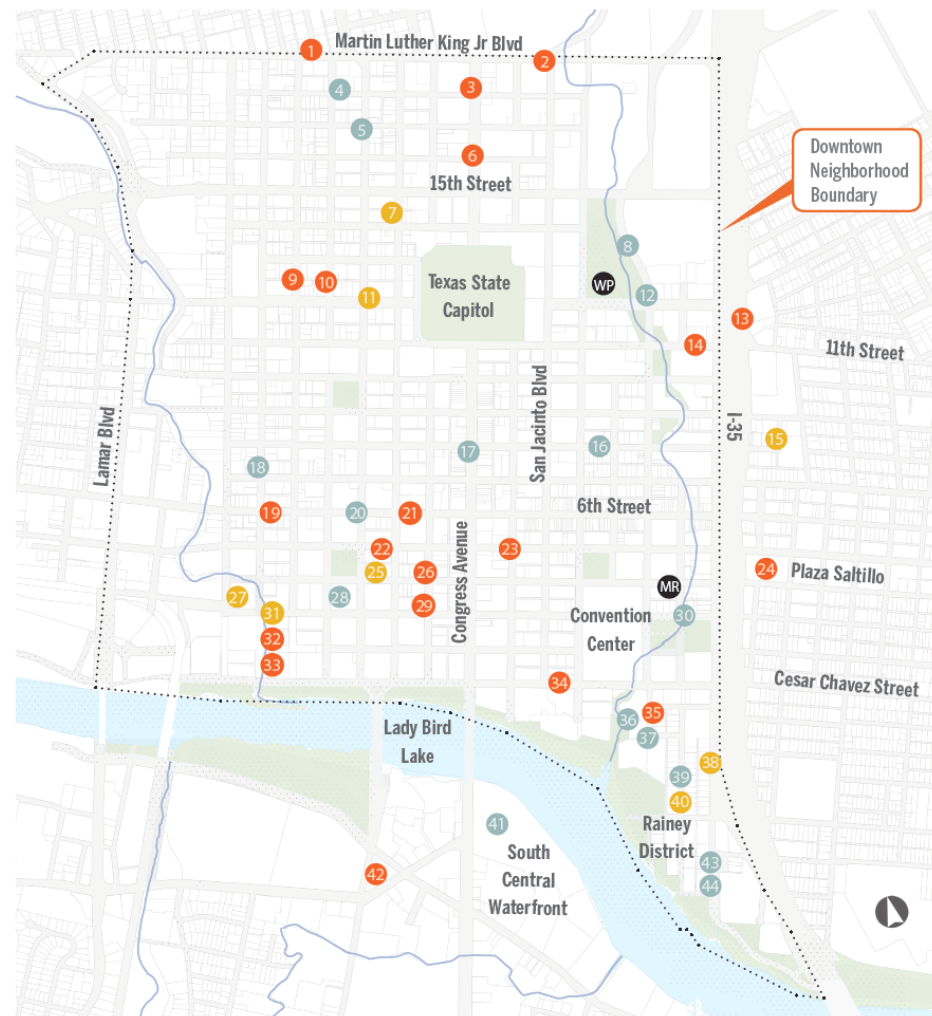 Martin Luther King Jr Blvd
1
2
3
4
5
6
15th Street
Downtown
Neighborhood
Boundary
7
8
Texas State
Capitol
9
10
11
WP
12
13
14
11th Street
Lamar Blvd
San Jacinto Blvd
I-35
15
16
17
18
6th Street
19
20
21
22
23
24
Plaza Saltillo
25
26
Congress Avenue
27
28
29
MR
30
Convention
Center
31
32
33
34
Cesar Chavez Street
35
36
37
Lady Bird
Lake
38
39
40
Rainey
District
41
South
Central
Waterfront
42
43
44